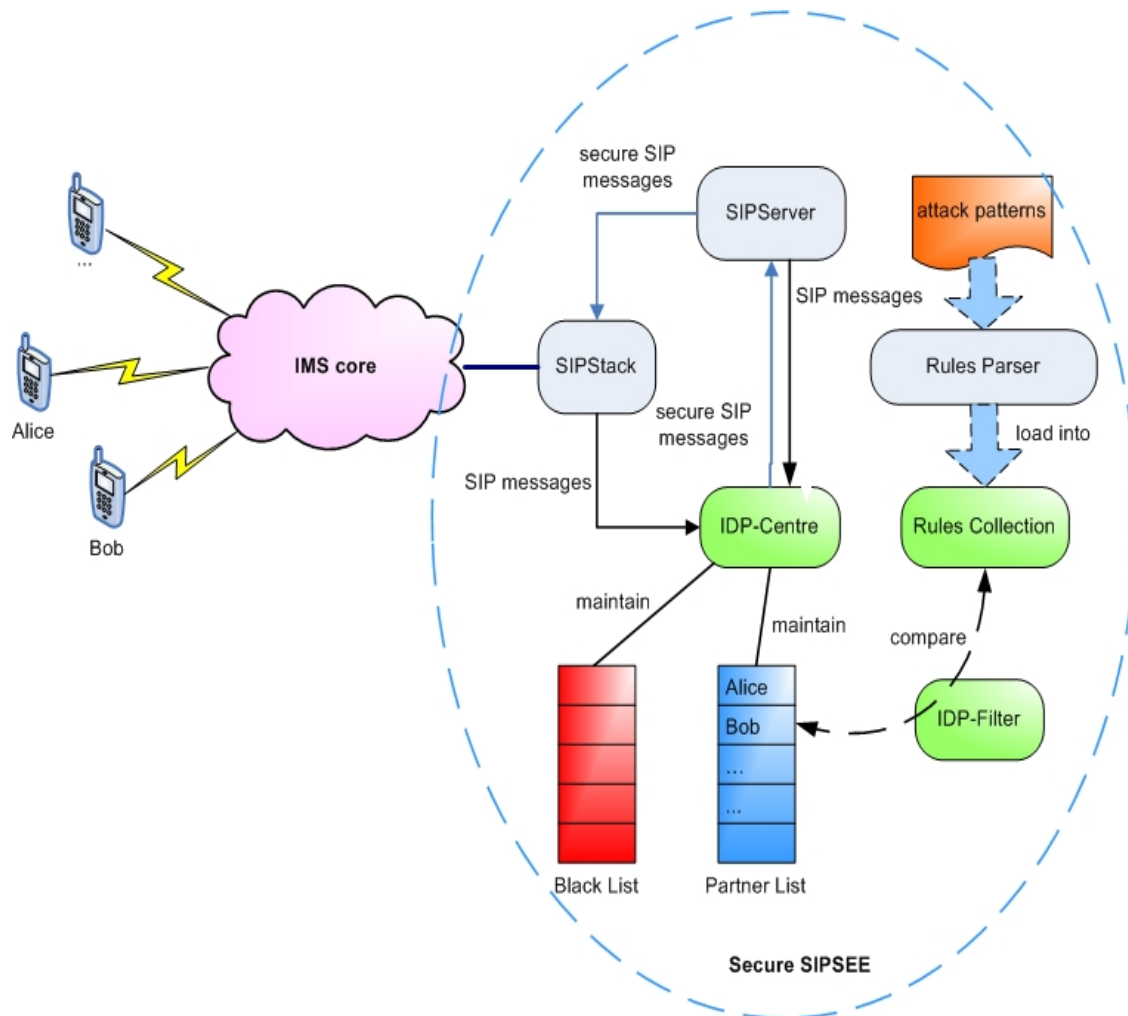 secure SIP
messages
SIPServer
attack patterns
...
SIP messages
IMS core
SIPStack
Rules Parser
Alice
secure SIP
messages
load into
SIP messages
IDP-Centre
Rules Collection
Bob
maintain
maintain
compare
Alice
Bob
...
...
IDP-Filter
Black List
Partner List
Secure SIPSEE